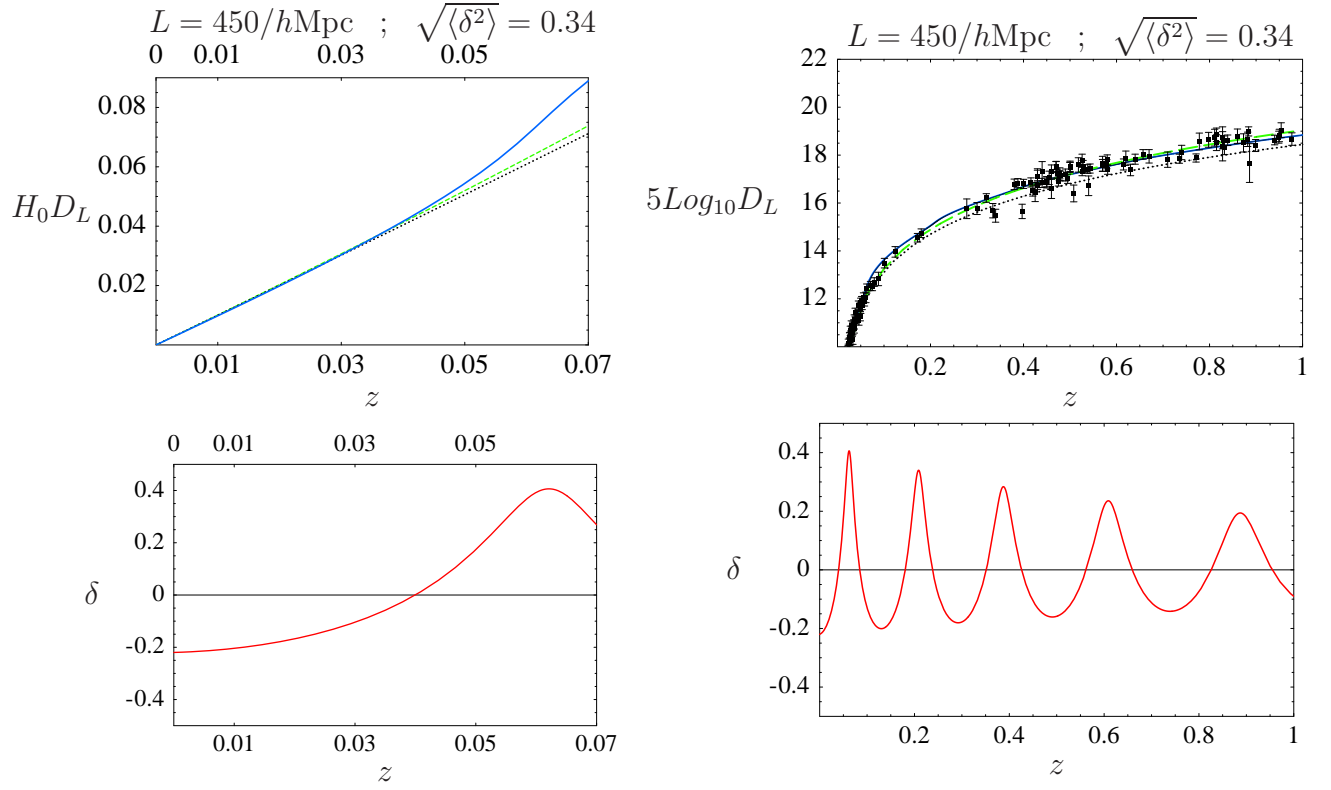 L = 450/hMpc ; √⟨δ²⟩ = 0.34
0 0.01 0.03 0.05
0.08
0.06
H₀D_L
0.04
0.02
0.01 0.03 0.05 0.07
z
L = 450/hMpc ; √⟨δ²⟩ = 0.34
22
20
18
5Log₁₀D_L
16
14
12
0.2 0.4 0.6 0.8 1
z
0 0.01 0.03 0.05
0.4
0.2
δ
0
-0.2
-0.4
0.01 0.03 0.05 0.07
z
0.4
0.2
δ
0
-0.2
-0.4
0.2 0.4 0.6 0.8 1
z